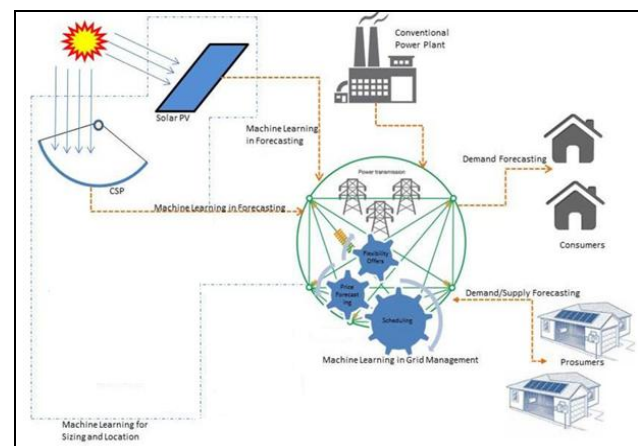 Conventional
Power Plant
Solar PV
Machine Learning
in Forecasting
CSP
Machine Learning in Forecasting
Power transmission
Demand Forecasting
Consumers
Flexibility
Offers
Price
Forecast
ing
Scheduling
Demand/Supply Forecasting
Machine Learning in Grid Management
Prosumers
Machine Learning for
Sizing and Location